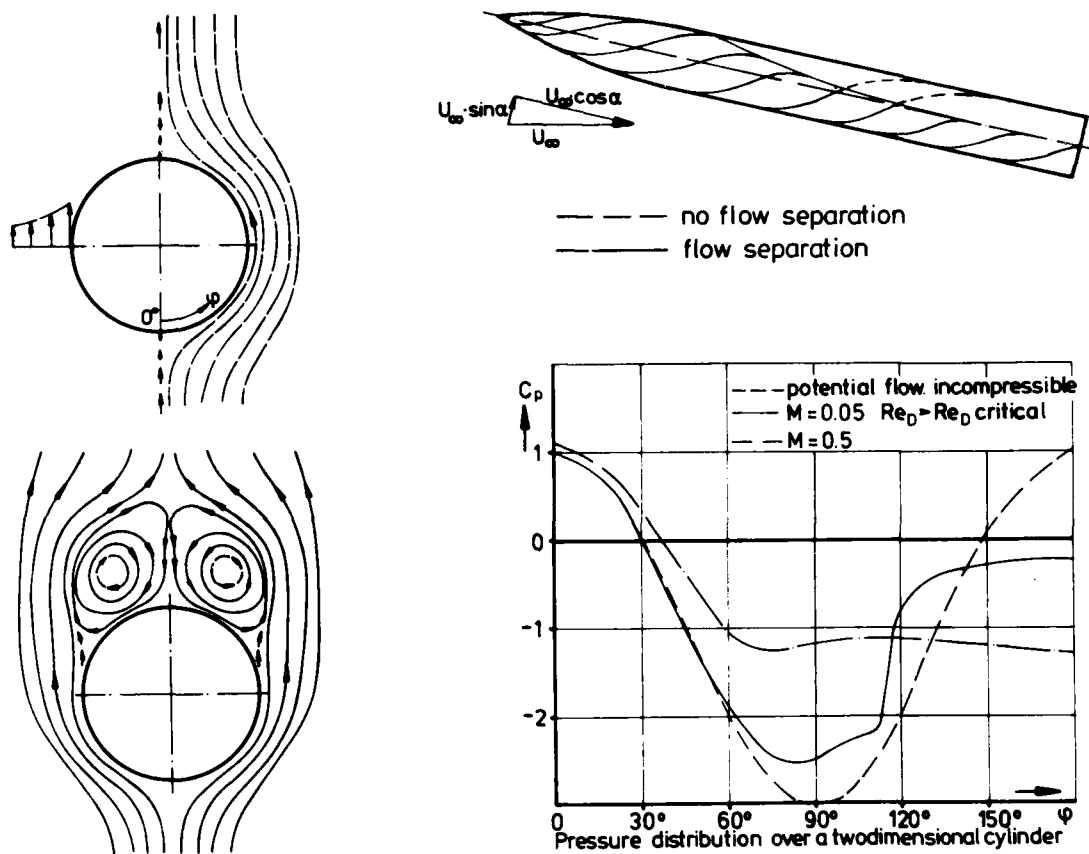 U∞·sinα
U∞·cosα
U∞
no flow separation
flow separation
0°
φ
Cp
potential flow incompressible
M = 0.05 ReD > ReD critical
M = 0.5
1
0
-1
-2
0 30° 60° 90° 120° 150° φ
Pressure distribution over a twodimensional cylinder